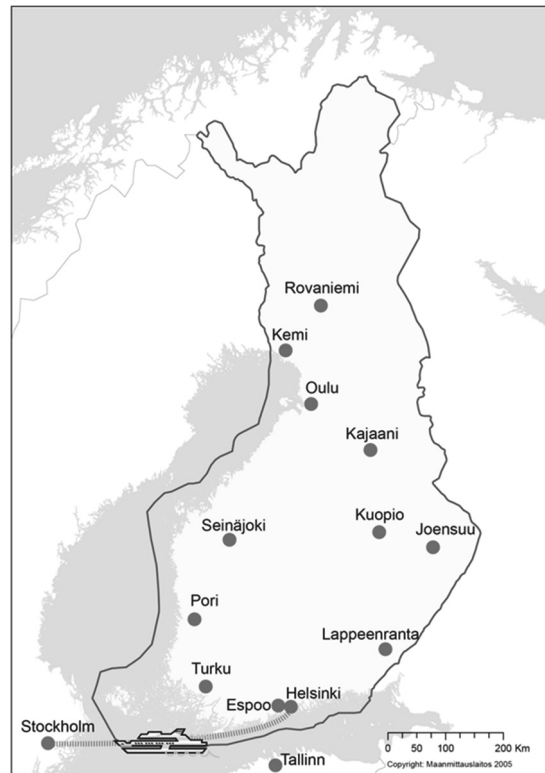 Rovaniemi
Kemi
Oulu
Kajaani
Kuopio
Seinäjoki
Joensuu
Pori
Lappeenranta
Turku
Espoo
Helsinki
Stockholm
0 50 100 200 Km
Tallinn
Copyright: Maanmittauslaitos 2005